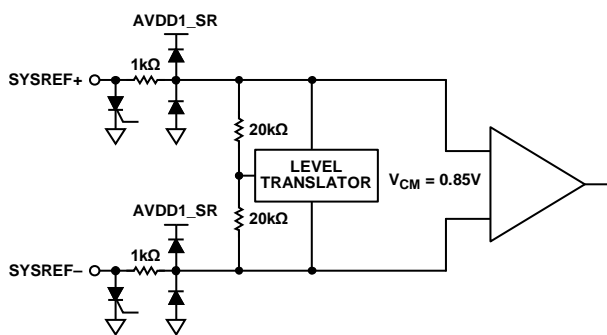 AVDD1_SR
1kΩ
SYSREF+
20kΩ
LEVEL
TRANSLATOR
VCM = 0.85V
20kΩ
AVDD1_SR
1kΩ
SYSREF–